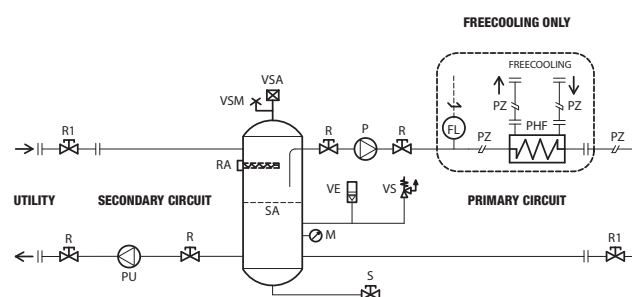 FREECOOLING ONLY
FREECOOLING
VSA
VSM
PZ
PZ
R1
R
P
R
FL
PZ
PHF
PZ
RA
VE
VS
UTILITY
SECONDARY CIRCUIT
SA
PRIMARY CIRCUIT
M
R
PU
R
R1
S